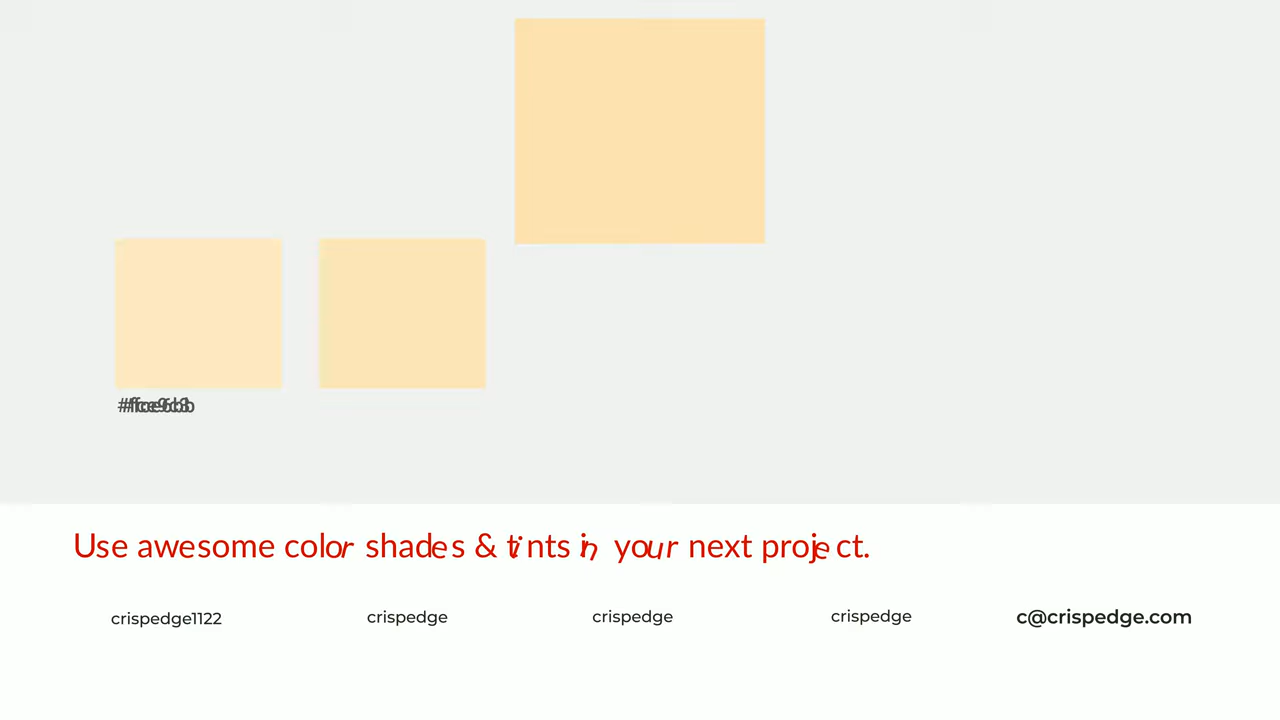 Use awesome color shades & tints in your next project.
crispedge1122 crispedge crispedge crispedge c@crispedge.com